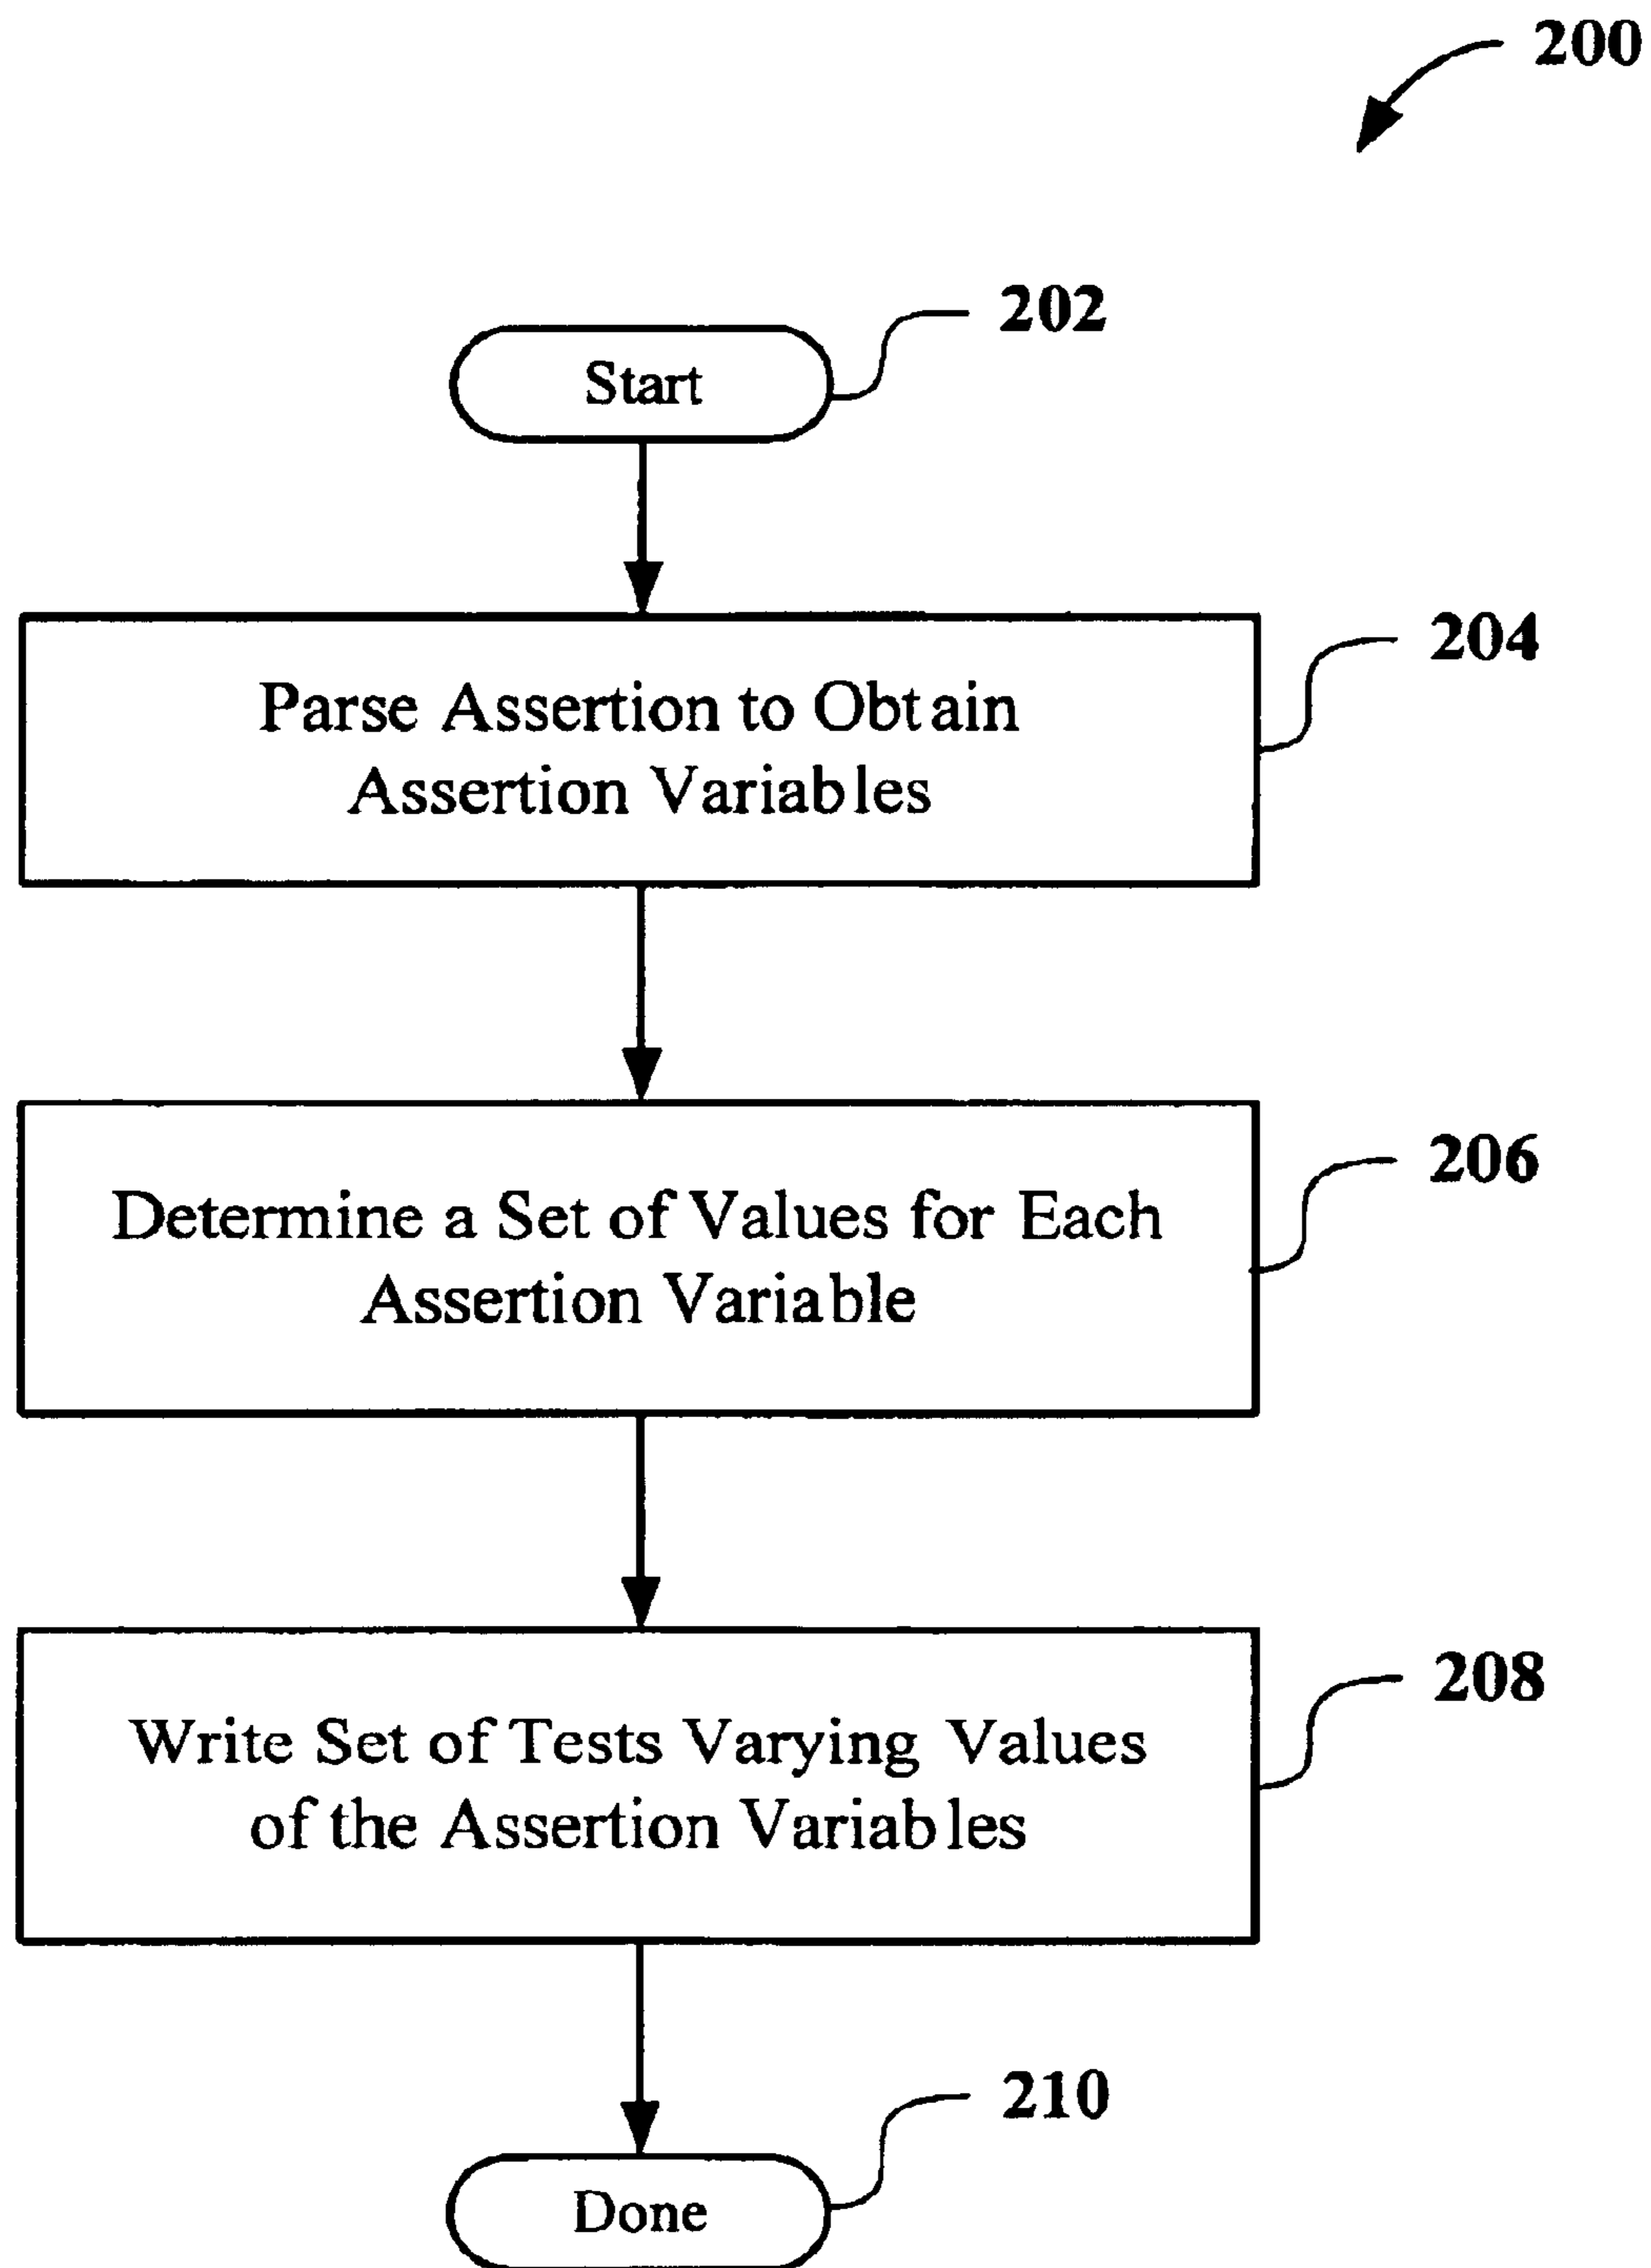 200
202
Start
204
Parse Assertion to Obtain
Assertion Variables
206
Determine a Set of Values for Each
Assertion Variable
208
Write Set of Tests Varying Values
of the Assertion Variables
210
Done